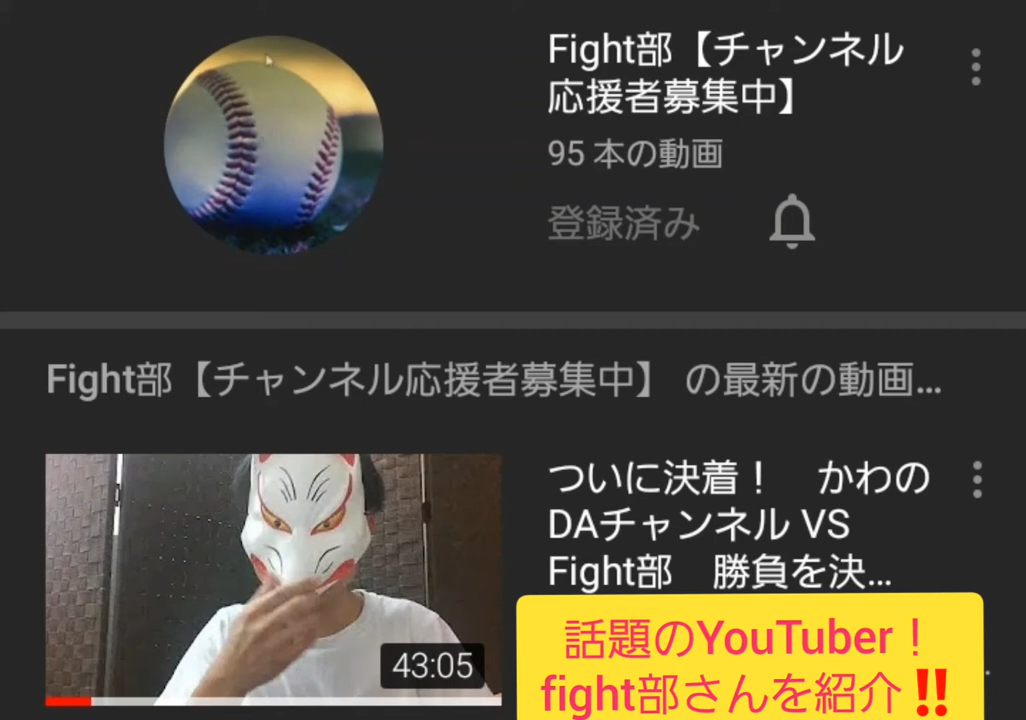 Fight部【チャンネル
応援者募集中】
95 本の動画
登録済み
Fight部【チャンネル応援者募集中】 の最新の動画...
ついに決着！ かわの
DAチャンネル VS
Fight部 勝負を決...
43:05
話題のYouTuber！
fight部さんを紹介‼